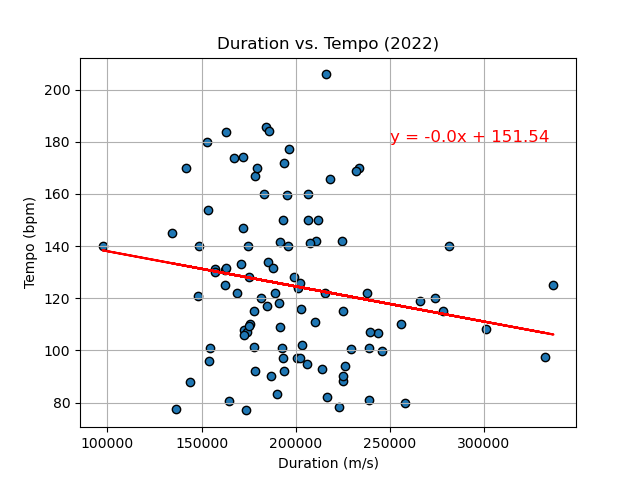 Duration vs. Tempo (2022)
200
180
160
140
120
100
80
Tempo (bpm)
y = -0.0x + 151.54
100000 150000 200000 250000 300000
Duration (m/s)